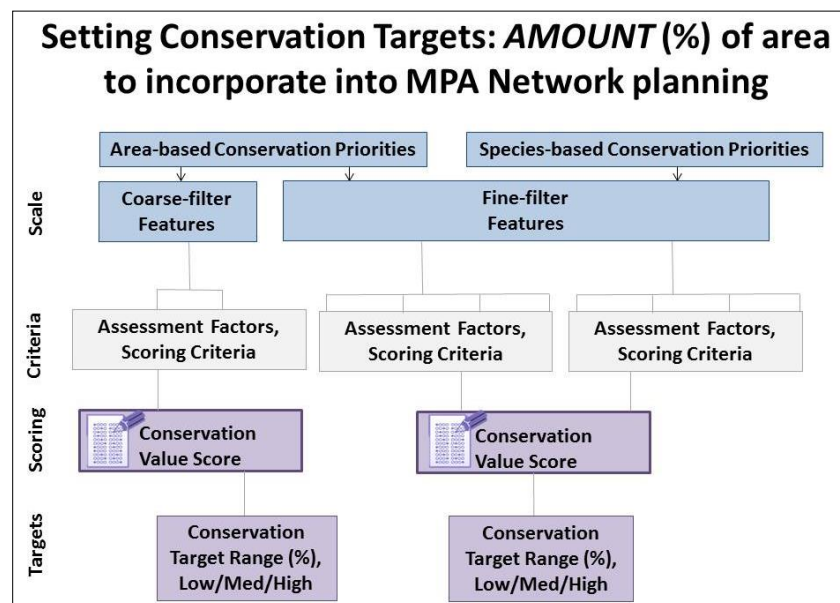 Setting Conservation Targets: AMOUNT (%) of area
to incorporate into MPA Network planning
Area-based Conservation Priorities
Species-based Conservation Priorities
Scale
Coarse-filter
Features
Fine-filter
Features
Criteria
Assessment Factors,
Scoring Criteria
Assessment Factors,
Scoring Criteria
Assessment Factors,
Scoring Criteria
Scoring
Conservation
Value Score
Conservation
Value Score
Targets
Conservation
Target Range (%),
Low/Med/High
Conservation
Target Range (%),
Low/Med/High